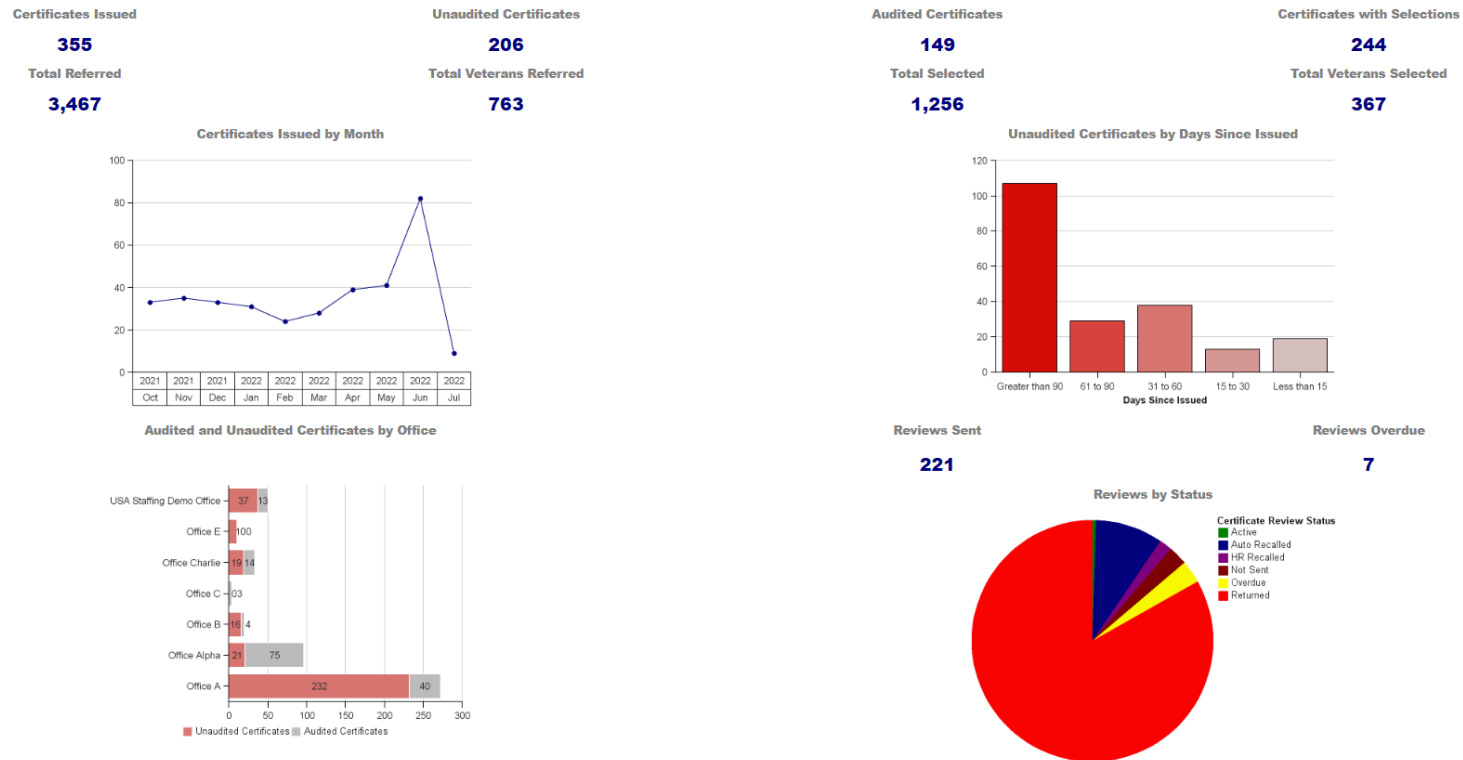 Certificates Issued
355
Unaudited Certificates
206
Audited Certificates
149
Certificates with Selections
244
Total Referred
3,467
Total Veterans Referred
763
Total Selected
1,256
Total Veterans Selected
367
Certificates Issued by Month
100
80
60
40
20
0
2021 2021 2021 2022 2022 2022 2022 2022 2022 2022
Oct Nov Dec Jan Feb Mar Apr May Jun Jul
Unaudited Certificates by Days Since Issued
120
100
80
60
40
20
0
Greater than 90 61 to 90 31 to 60 15 to 30 Less than 15
Days Since Issued
Audited and Unaudited Certificates by Office
USA Staffing Demo Office 37 13
Office E 100
Office Charlie 19 14
Office C 03
Office B 16 4
Office Alpha 21 75
Office A 232 40
0 50 100 150 200 250 300
Unaudited Certificates Audited Certificates
Reviews Sent
221
Reviews Overdue
7
Reviews by Status
Certificate Review Status
Active
Auto Recalled
HR Recalled
Not Sent
Overdue
Returned